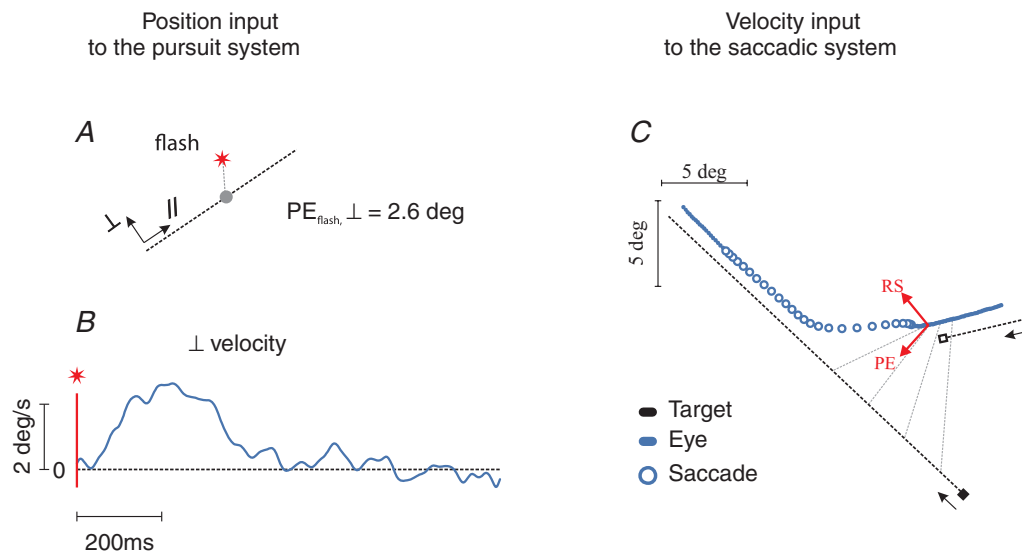 Position input
to the pursuit system
Velocity input
to the saccadic system
A
flash
⊥
//
PEflash, ⊥ = 2.6 deg
B
⊥ velocity
2 deg/s
0
200ms
C
5 deg
5 deg
RS
PE
Target
Eye
Saccade